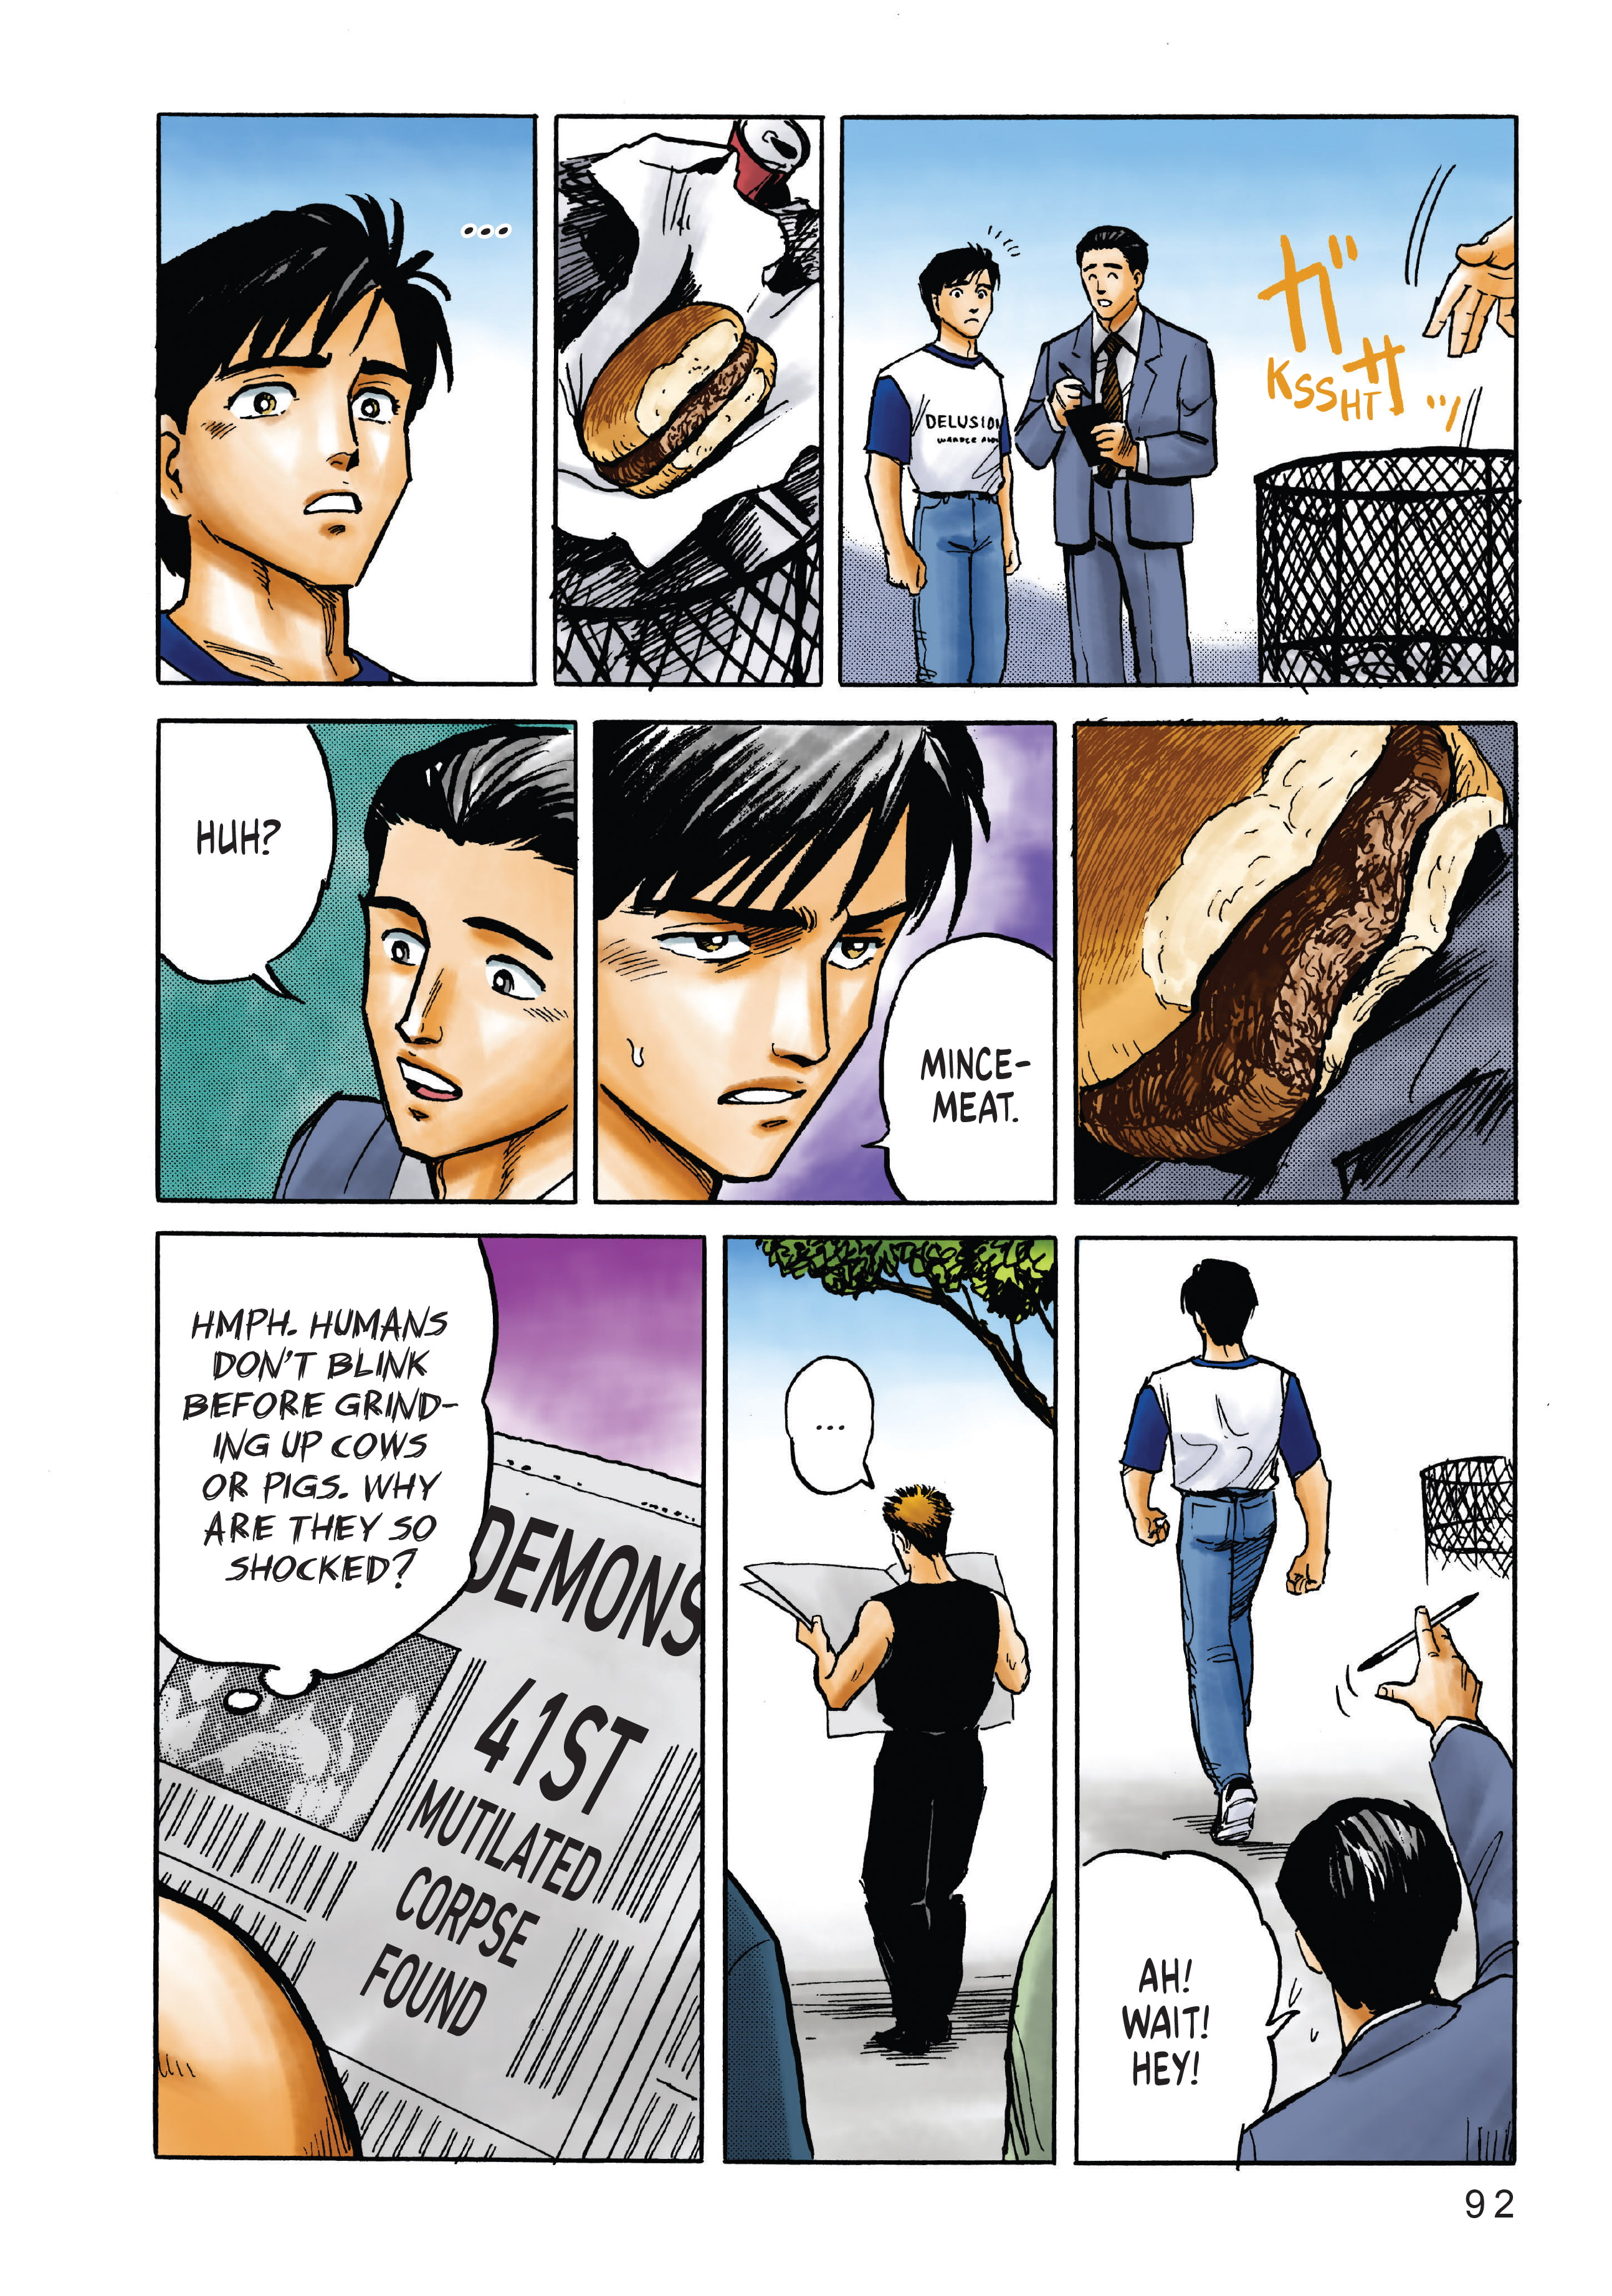 DELUSION
ガサッ
KSSHT
...
MINCE-
MEAT.
HUH?
AH!
WAIT!
HEY!
...
HMPH. HUMANS
DON'T BLINK
BEFORE GRIND-
ING UP COWS
OR PIGS. WHY
ARE THEY SO
SHOCKED?
DEMONS
41ST
MUTILATED
CORPSE
FOUND
92